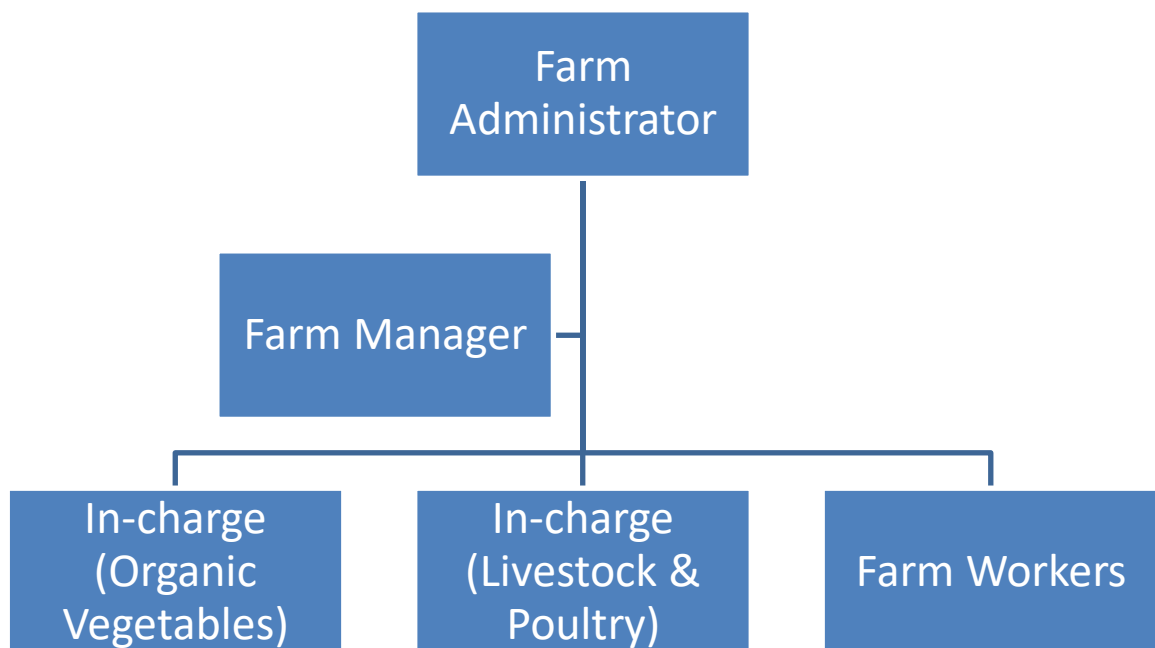 Farm
Administrator
Farm Manager
In-charge
(Organic
Vegetables)
In-charge
(Livestock &
Poultry)
Farm Workers